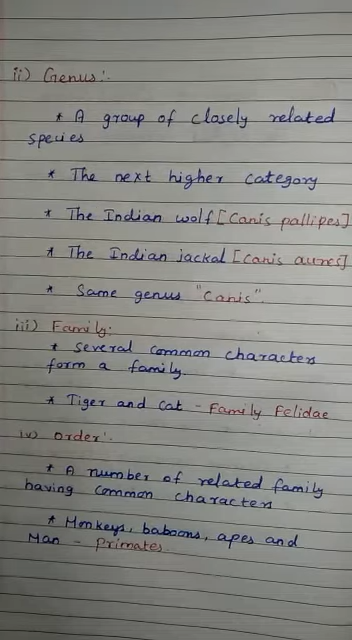 ii) Genus:-
* A group of closely related
species
* The next higher category
* The Indian wolf [Canis pallipes]
* The Indian jackal [Canis aures]
* Same genus "Canis".
iii) Family:
* Several common characters
form a family.
* Tiger and cat - Family Felidae
iv) Order:-
* A number of related family
having common characters
* Monkeys, baboons, apes and
Man - Primates.